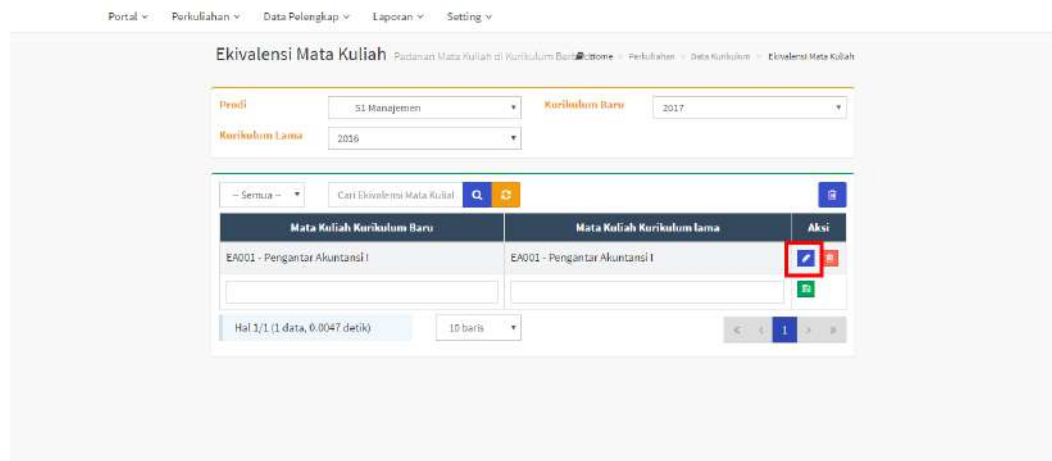 Portal Perkuliahan Data Pelengkap Laporan Setting
Ekivalensi Mata Kuliah Padanan Mata Kuliah di Kurikulum Home > Perkuliahan > Data Kurikulum > Ekivalensi Mata Kuliah
Prodi S1 Manajemen Kurikulum Baru 2017
Kurikulum Lama 2016
-- Semua -- Cari Ekivalensi Mata Kuliah
Mata Kuliah Kurikulum Baru Mata Kuliah Kurikulum lama Aksi
EA001 - Pengantar Akuntansi I EA001 - Pengantar Akuntansi I
Hal 1/1 (1 data, 0.0047 detik) 10 baris « ‹ 1 › »